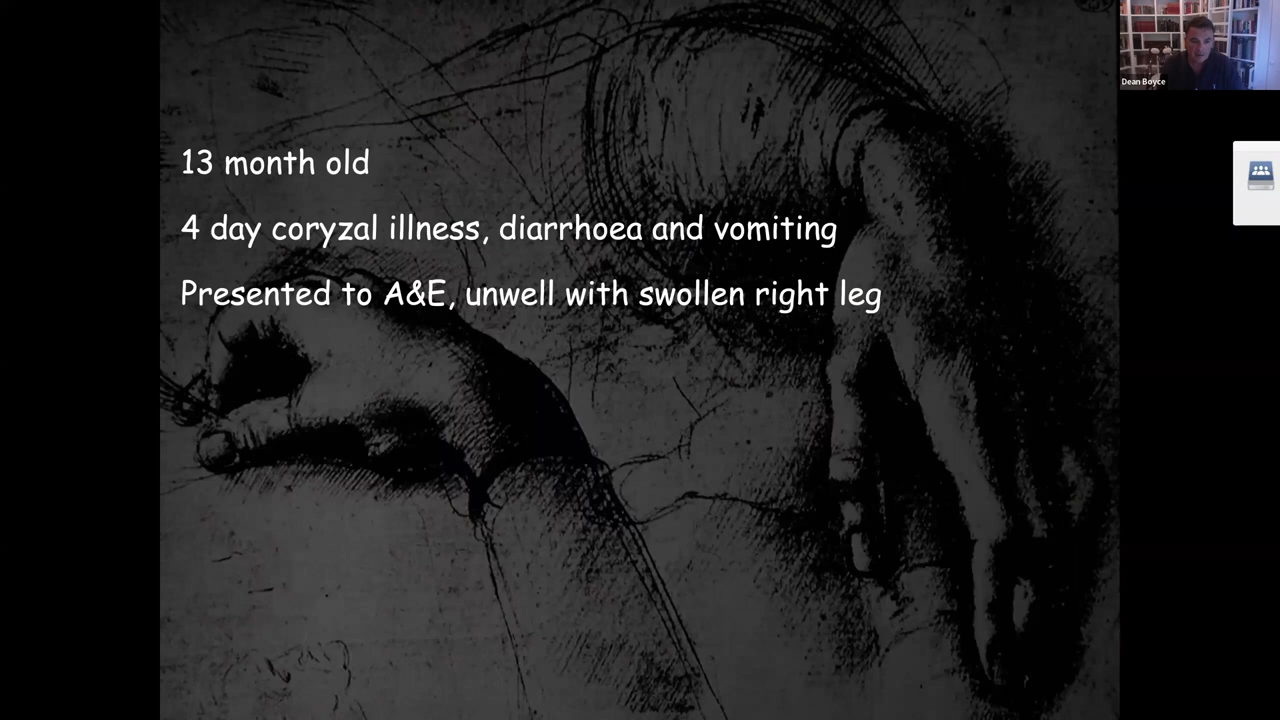 13 month old
4 day coryzal illness, diarrhoea and vomiting
Presented to A&E, unwell with swollen right leg
Dean Boyce